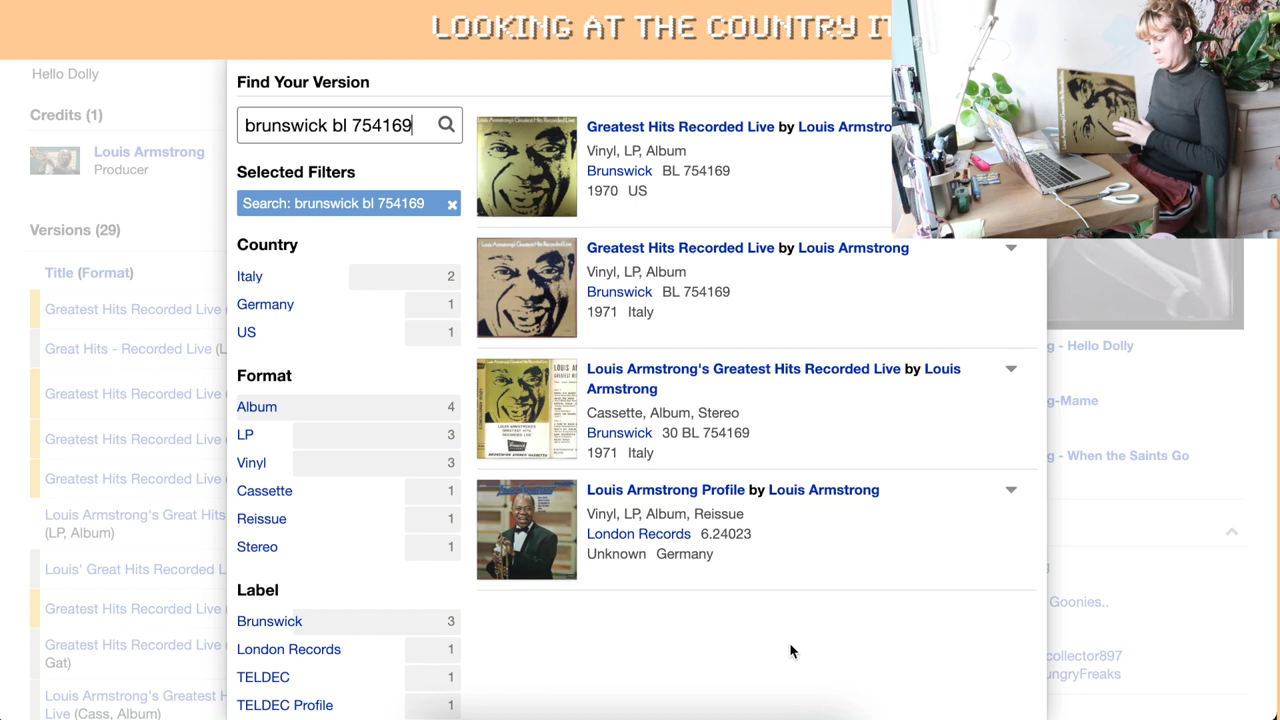 LOOKING AT THE COUNTRY IT
Hello Dolly
Credits (1)
Louis Armstrong
Producer
Versions (29)
Title (Format)
Greatest Hits Recorded Live
Great Hits - Recorded Live (L
Greatest Hits Recorded Live
Greatest Hits Recorded Live
Greatest Hits Recorded Live
Louis Armstrong's Great Hits
(LP, Album)
Louis' Great Hits Recorded L
Greatest Hits Recorded Live
Greatest Hits Recorded Live
Gat)
Louis Armstrong's Greatest H
Live (Cass, Album)
Find Your Version
brunswick bl 754169
Selected Filters
Search: brunswick bl 754169 ×
Country
Italy 2
Germany 1
US 1
Format
Album 4
LP 3
Vinyl 3
Cassette 1
Reissue 1
Stereo 1
Label
Brunswick 3
London Records 1
TELDEC 1
TELDEC Profile 1
Greatest Hits Recorded Live by Louis Armstro
Vinyl, LP, Album
Brunswick BL 754169
1970 US
Greatest Hits Recorded Live by Louis Armstrong
Vinyl, LP, Album
Brunswick BL 754169
1971 Italy
Louis Armstrong's Greatest Hits Recorded Live by Louis
Armstrong
Cassette, Album, Stereo
Brunswick 30 BL 754169
1971 Italy
Louis Armstrong Profile by Louis Armstrong
Vinyl, LP, Album, Reissue
London Records 6.24023
Unknown Germany
g - Hello Dolly
g-Mame
g - When the Saints Go
Goonies..
collector897
ungryFreaks